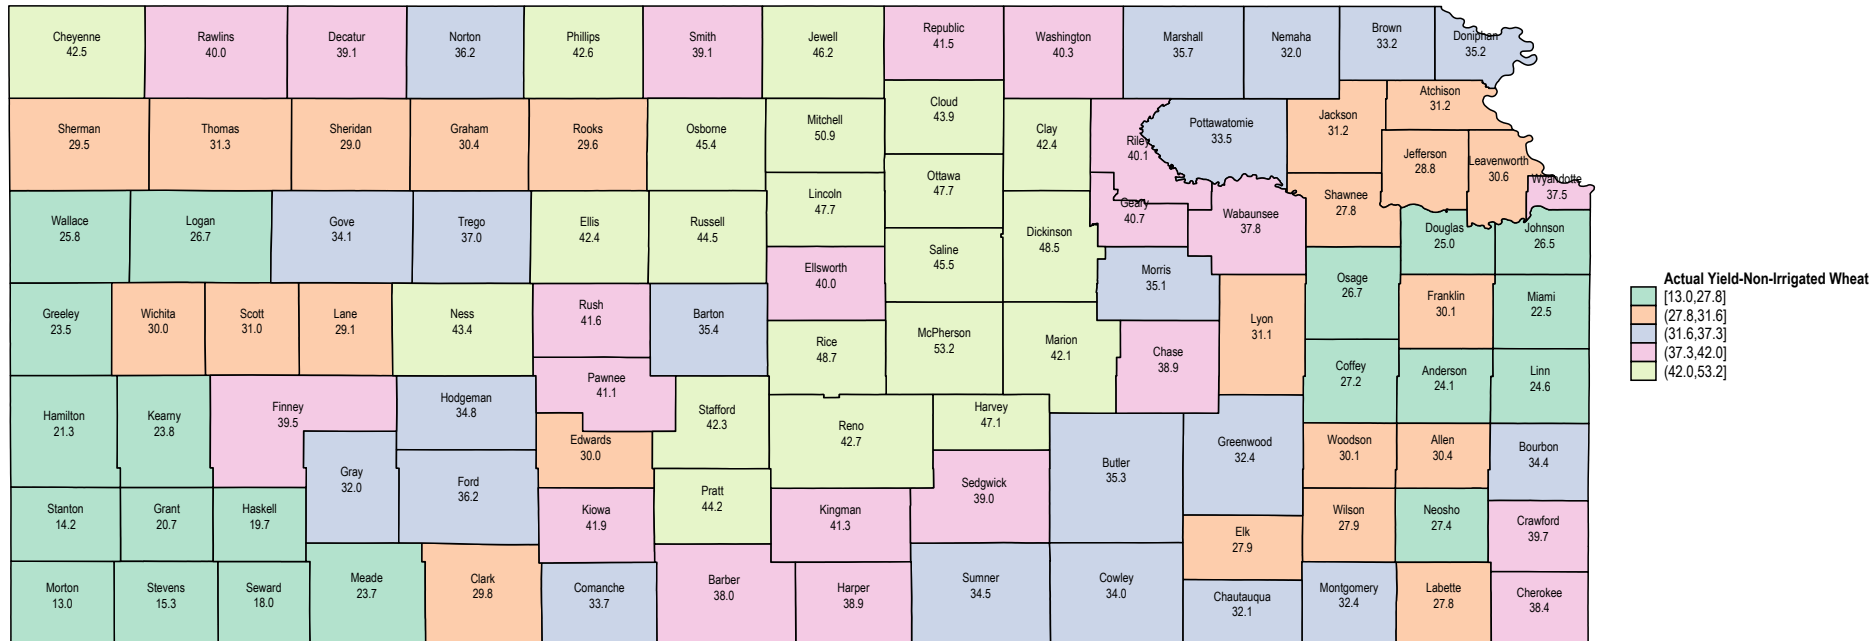 Cheyenne
42.5
Rawlins
40.0
Decatur
39.1
Norton
36.2
Phillips
42.6
Smith
39.1
Jewell
46.2
Republic
41.5
Washington
40.3
Marshall
35.7
Nemaha
32.0
Brown
33.2
Doniphan
35.2
Sherman
29.5
Thomas
31.3
Sheridan
29.0
Graham
30.4
Rooks
29.6
Osborne
45.4
Mitchell
50.9
Cloud
43.9
Clay
42.4
Riley
40.1
Pottawatomie
33.5
Jackson
31.2
Atchison
31.2
Jefferson
28.8
Leavenworth
30.6
Wyandotte
37.5
Wallace
25.8
Logan
26.7
Gove
34.1
Trego
37.0
Ellis
42.4
Russell
44.5
Lincoln
47.7
Ottawa
47.7
Saline
45.5
Dickinson
48.5
Geary
40.7
Wabaunsee
37.8
Shawnee
27.8
Douglas
25.0
Johnson
26.5
Ellsworth
40.0
Morris
35.1
Osage
26.7
Franklin
30.1
Miami
22.5
Greeley
23.5
Wichita
30.0
Scott
31.0
Lane
29.1
Ness
43.4
Rush
41.6
Barton
35.4
Rice
48.7
McPherson
53.2
Marion
42.1
Chase
38.9
Lyon
31.1
Coffey
27.2
Anderson
24.1
Linn
24.6
Hamilton
21.3
Kearny
23.8
Finney
39.5
Hodgeman
34.8
Pawnee
41.1
Stafford
42.3
Reno
42.7
Harvey
47.1
Edwards
30.0
Gray
32.0
Ford
36.2
Pratt
44.2
Sedgwick
39.0
Butler
35.3
Greenwood
32.4
Woodson
30.1
Allen
30.4
Bourbon
34.4
Stanton
14.2
Grant
20.7
Haskell
19.7
Kiowa
41.9
Kingman
41.3
Elk
27.9
Wilson
27.9
Neosho
27.4
Crawford
39.7
Morton
13.0
Stevens
15.3
Seward
18.0
Meade
23.7
Clark
29.8
Comanche
33.7
Barber
38.0
Harper
38.9
Sumner
34.5
Cowley
34.0
Chautauqua
32.1
Montgomery
32.4
Labette
27.8
Cherokee
38.4
Actual Yield-Non-Irrigated Wheat
[13.0,27.8]
(27.8,31.6]
(31.6,37.3]
(37.3,42.0]
(42.0,53.2]